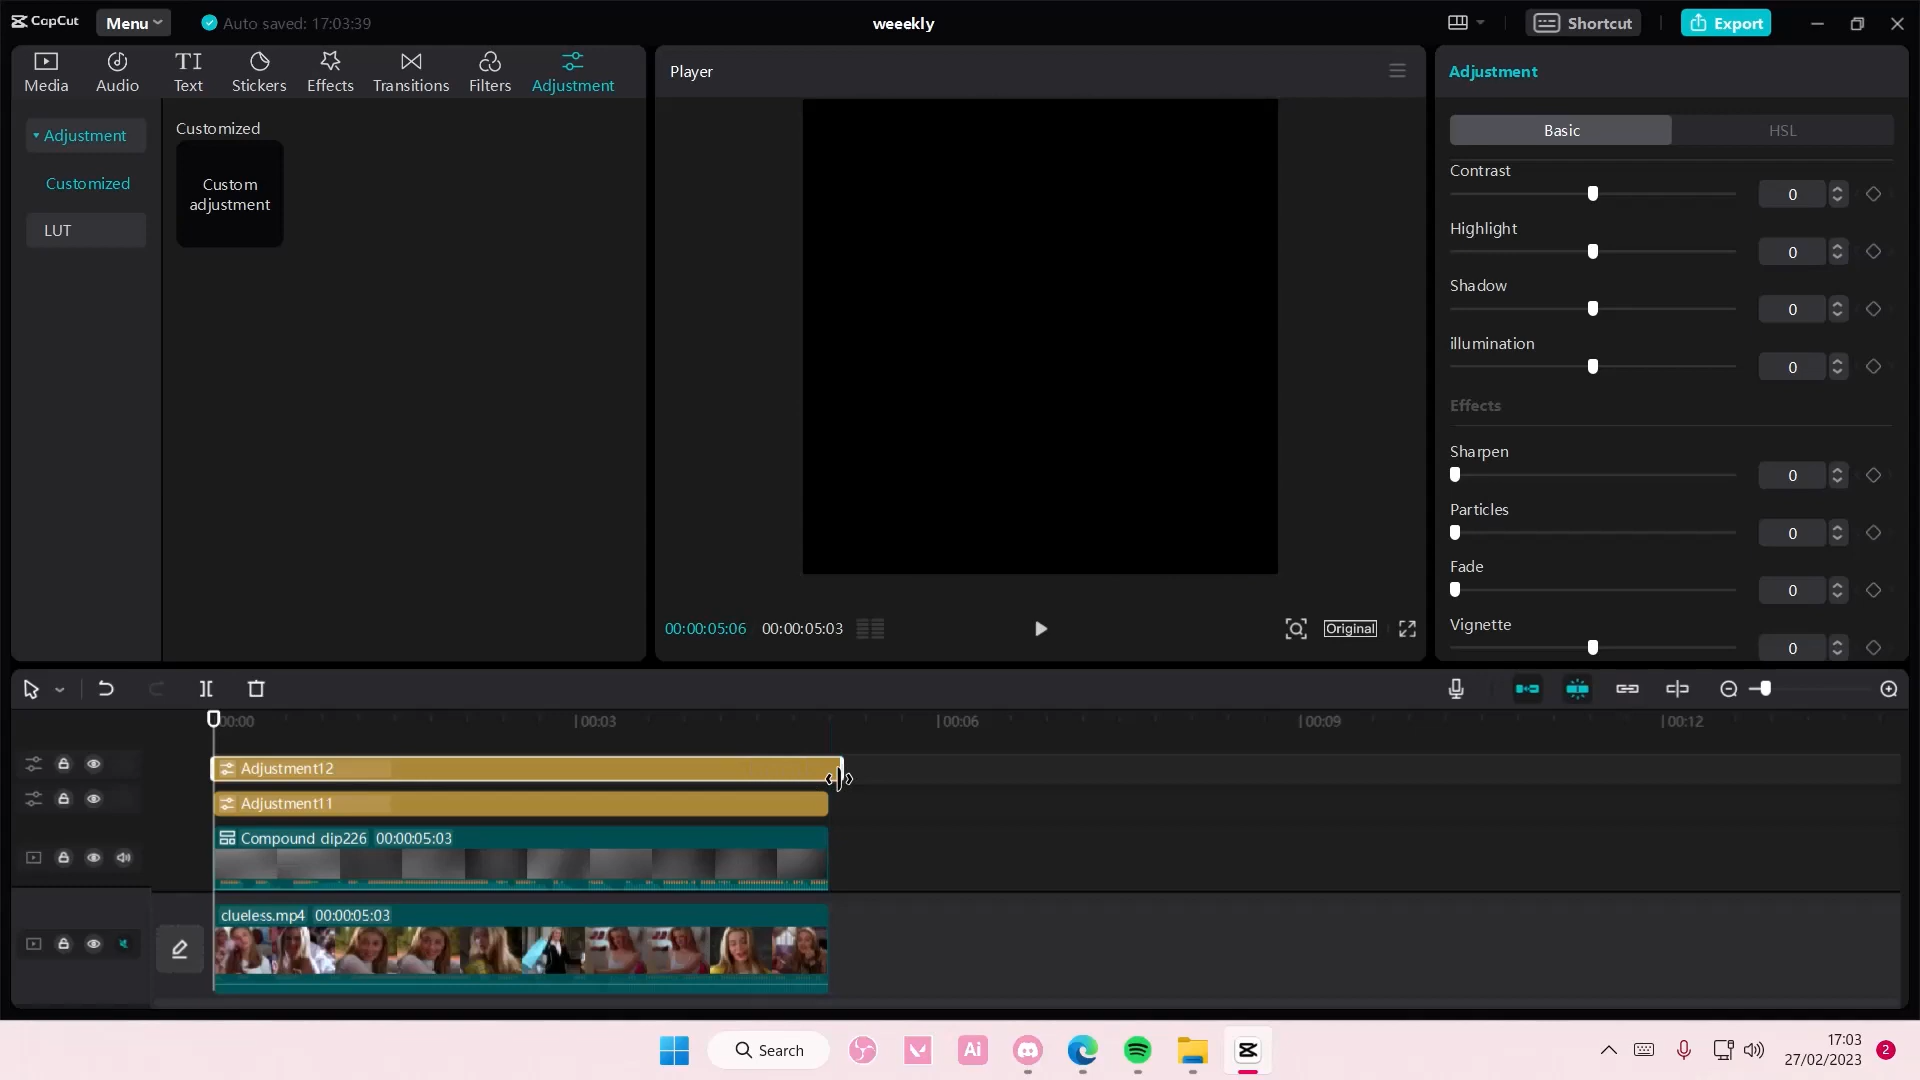 CapCut
Menu
Auto saved: 17:03:39
weeekly
Shortcut
Export
Media
Audio
Text
Stickers
Effects
Transitions
Filters
Adjustment
Player
Adjustment
Adjustment
Customized
LUT
Customized
Custom
adjustment
Basic
HSL
Contrast
0
Highlight
0
Shadow
0
illumination
0
Effects
Sharpen
0
Particles
0
Fade
0
Vignette
0
00:00:05:06
00:00:05:03
Original
00:00
00:03
00:06
00:09
00:12
Adjustment12
Adjustment11
Compound clip226 00:00:05:03
clueless.mp4 00:00:05:03
Search
Ai
17:03
27/02/2023
2